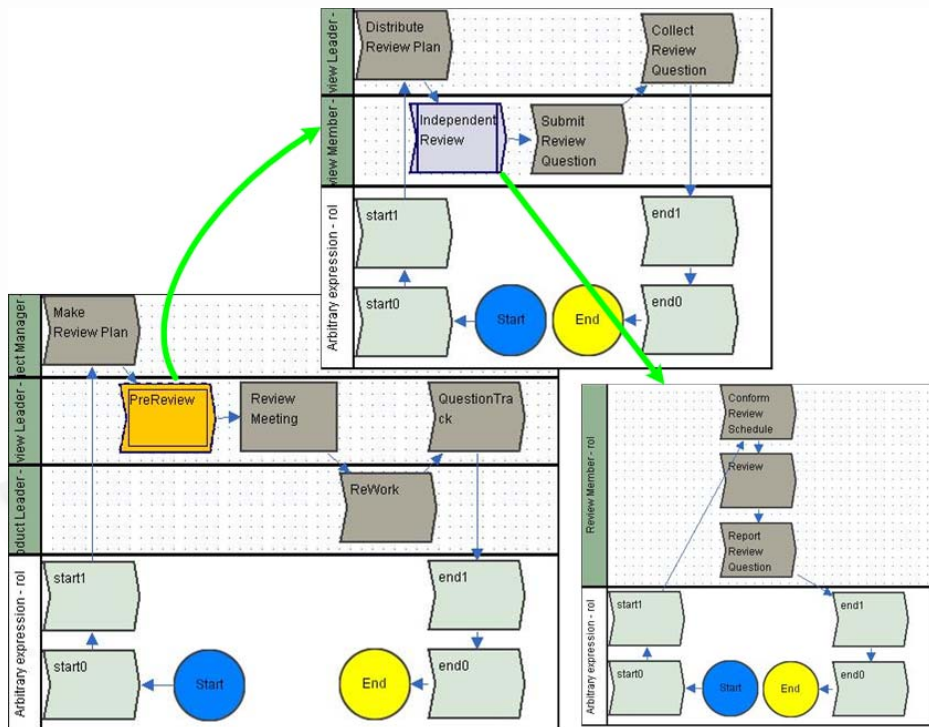 view Leader -
Distribute
Review Plan
Collect
Review
Question
view Member - rol
Independent
Review
Submit
Review
Question
Arbitrary expression - rol
start1
end1
start0
Start
End
end0
ject Manager -
Make
Review Plan
view Leader -
PreReview
Review
Meeting
QuestionTra
ck
oduct Leader -
ReWork
Arbitrary expression - rol
start1
end1
start0
Start
End
end0
Review Member - rol
Conform
Review
Schedule
Review
Report
Review
Question
Arbitrary expression - rol
start1
end1
start0
Start
End
end0